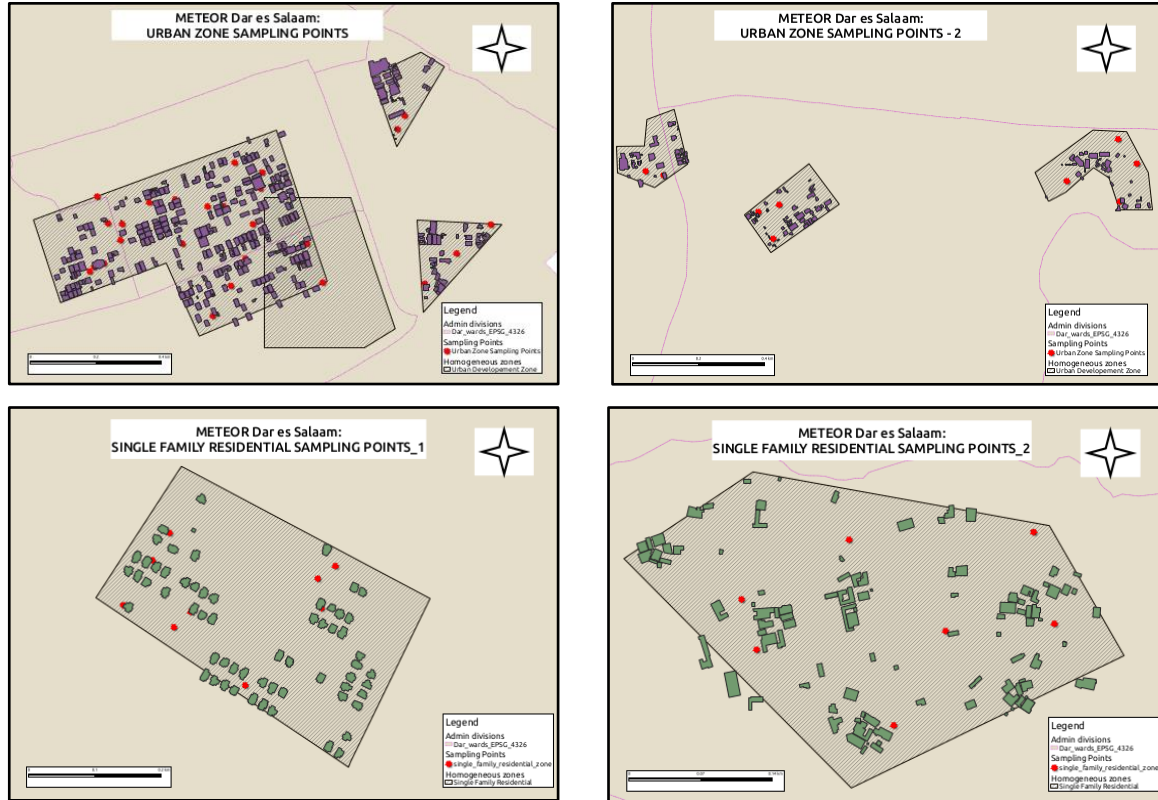 METEOR Dar es Salaam:
URBAN ZONE SAMPLING POINTS
Legend
Admin divisions
Dar_wards_EPSG_4326
Sampling Points
Urban Zone Sampling Points
Homogeneous zones
Urban Developement Zone
METEOR Dar es Salaam:
URBAN ZONE SAMPLING POINTS - 2
Legend
Admin divisions
Dar_wards_EPSG_4326
Sampling Points
Urban Zone Sampling Points
Homogeneous zones
Urban Developement Zone
METEOR Dar es Salaam:
SINGLE FAMILY RESIDENTIAL SAMPLING POINTS_1
Legend
Admin divisions
Dar_wards_EPSG_4326
Sampling Points
single_family_residential_zone
Homogeneous zones
Single Family Residential
METEOR Dar es Salaam:
SINGLE FAMILY RESIDENTIAL SAMPLING POINTS_2
Legend
Admin divisions
Dar_wards_EPSG_4326
Sampling Points
single_family_residential_zone
Homogeneous zones
Single Family Residential